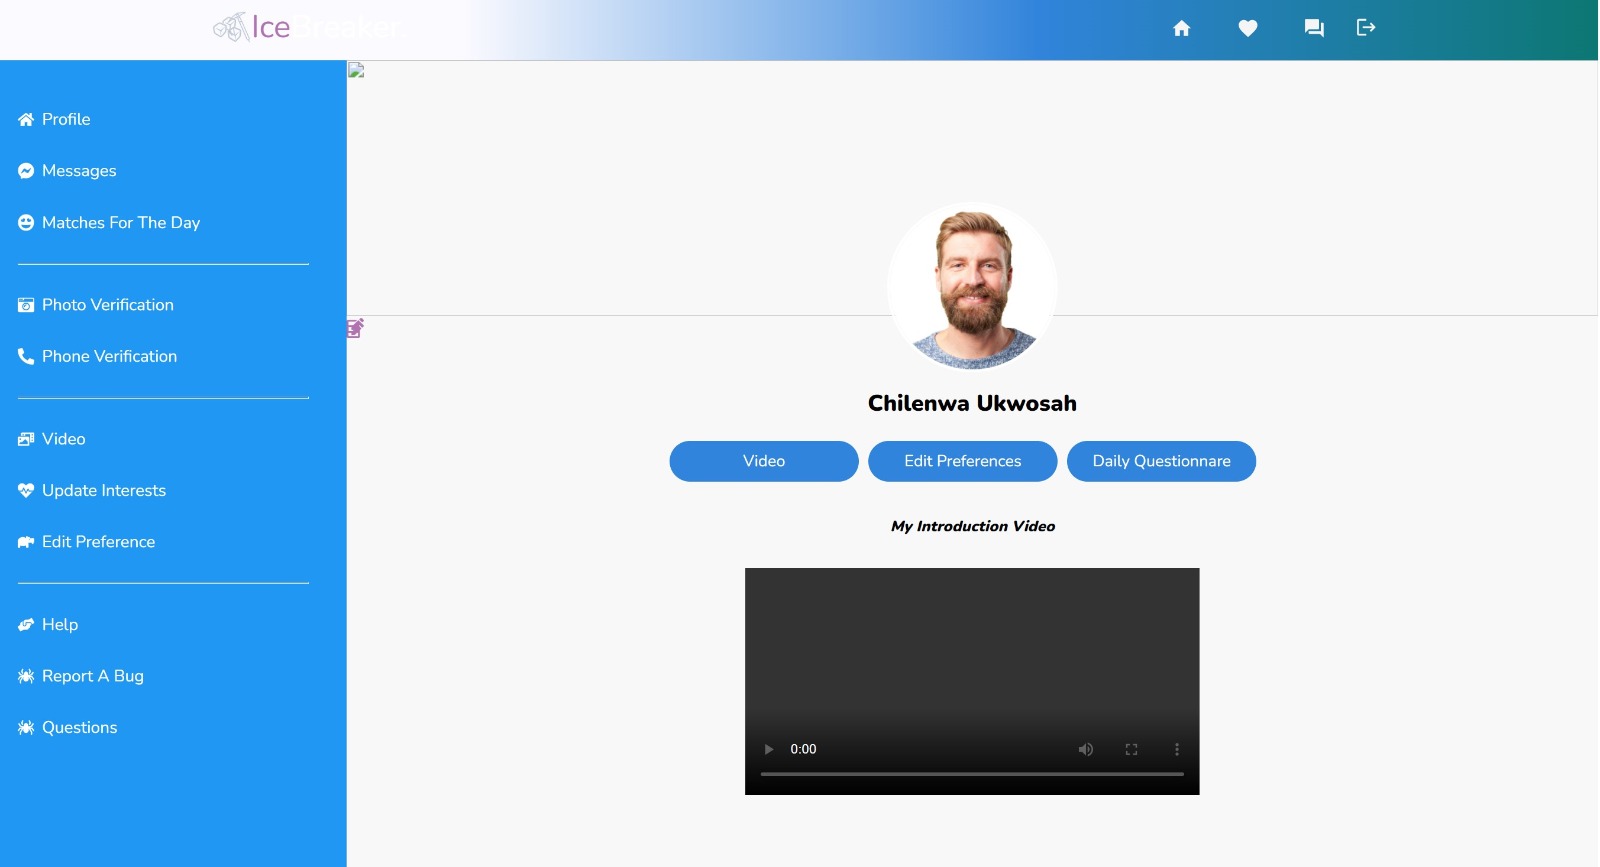 IceBreaker.
Profile
Messages
Matches For The Day
Photo Verification
Phone Verification
Video
Update Interests
Edit Preference
Help
Report A Bug
Questions
Chilenwa Ukwosah
Video
Edit Preferences
Daily Questionnare
My Introduction Video
0:00